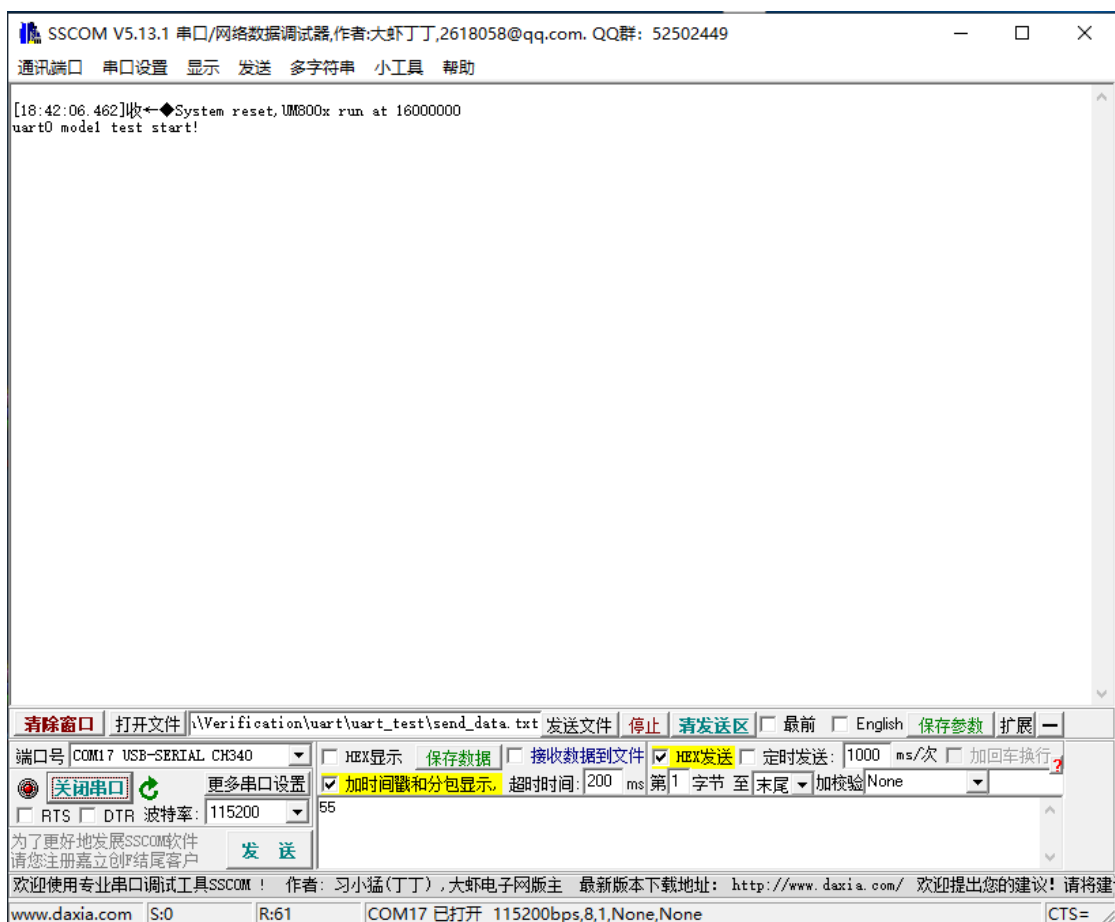 SSCOM V5.13.1 串口/网络数据调试器,作者:大虾丁丁,2618058@qq.com. QQ群: 52502449
通讯端口 串口设置 显示 发送 多字符串 小工具 帮助
[18:42:06.462]收←◆System reset,UM800x run at 16000000
uart0 mode1 test start!
清除窗口 打开文件 \Verification\uart\uart_test\send_data.txt 发送文件 停止 清发送区 最前 English 保存参数 扩展 —
端口号 COM17 USB-SERIAL CH340 HEX显示 保存数据 接收数据到文件 HEX发送 定时发送: 1000 ms/次 加回车换行 ?
关闭串口 更多串口设置 加时间戳和分包显示, 超时时间: 200 ms 第 1 字节 至 末尾 加校验 None
RTS DTR 波特率: 115200 55
为了更好地发展SSCOM软件
请您注册嘉立创F结尾客户
发 送
欢迎使用专业串口调试工具SSCOM ! 作者: 习小猛(丁丁),大虾电子网版主 最新版本下载地址: http://www.daxia.com/ 欢迎提出您的建议! 请将建
www.daxia.com S:0 R:61 COM17 已打开 115200bps,8,1,None,None CTS=